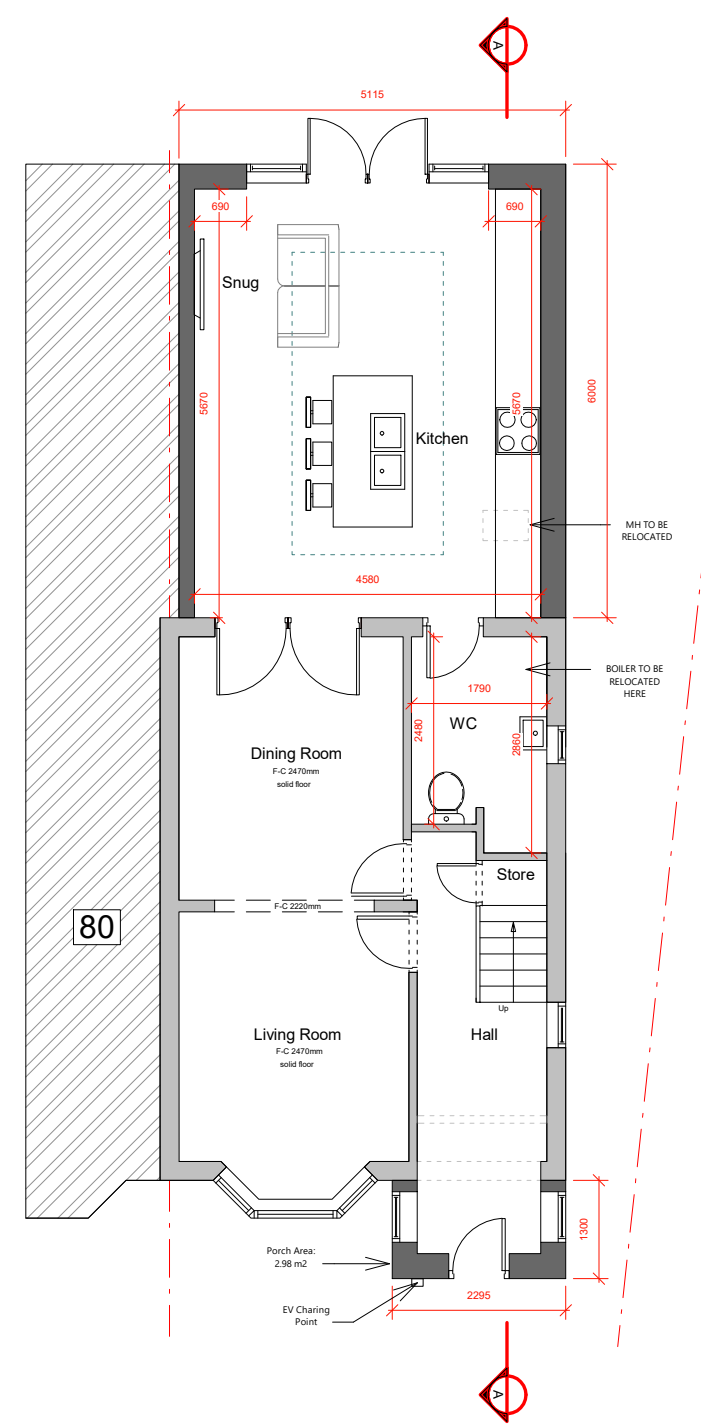 A
5115
690
690
Snug
5670
5670
6000
Kitchen
MH TO BE
RELOCATED
4580
BOILER TO BE
RELOCATED
HERE
1790
WC
2480
2860
Dining Room
F-C 2470mm
solid floor
Store
F-C 2220mm
80
Up
Living Room
F-C 2470mm
solid floor
Hall
1300
Porch Area:
2.98 m2
2295
EV Charing
Point
A